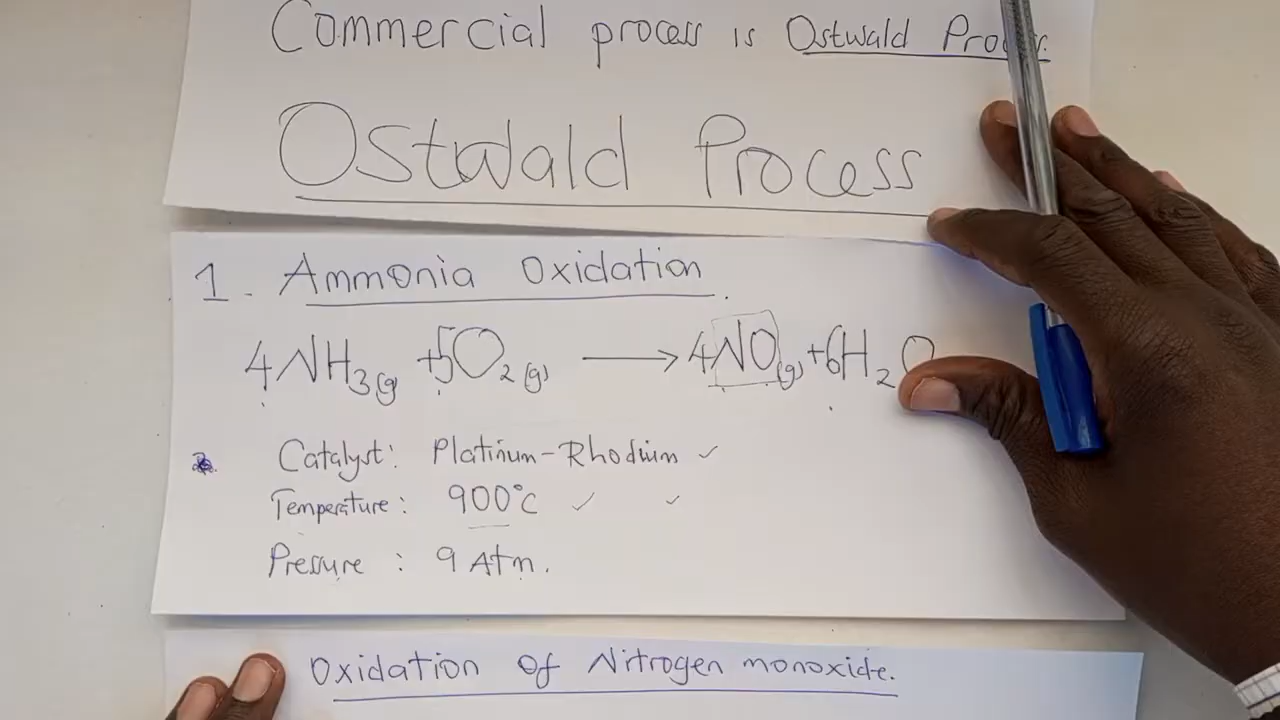 Commercial process is Ostwald
Ostwald Process
1. Ammonia Oxidation
4NH₃(g) + 5O₂(g) ⟶ 4NO(g) + 6H₂O
Catalyst: Platinum-Rhodium ✓
Temperature: 900°C ✓ ✓
Pressure : 9 Atm.
Oxidation of Nitrogen monoxide.